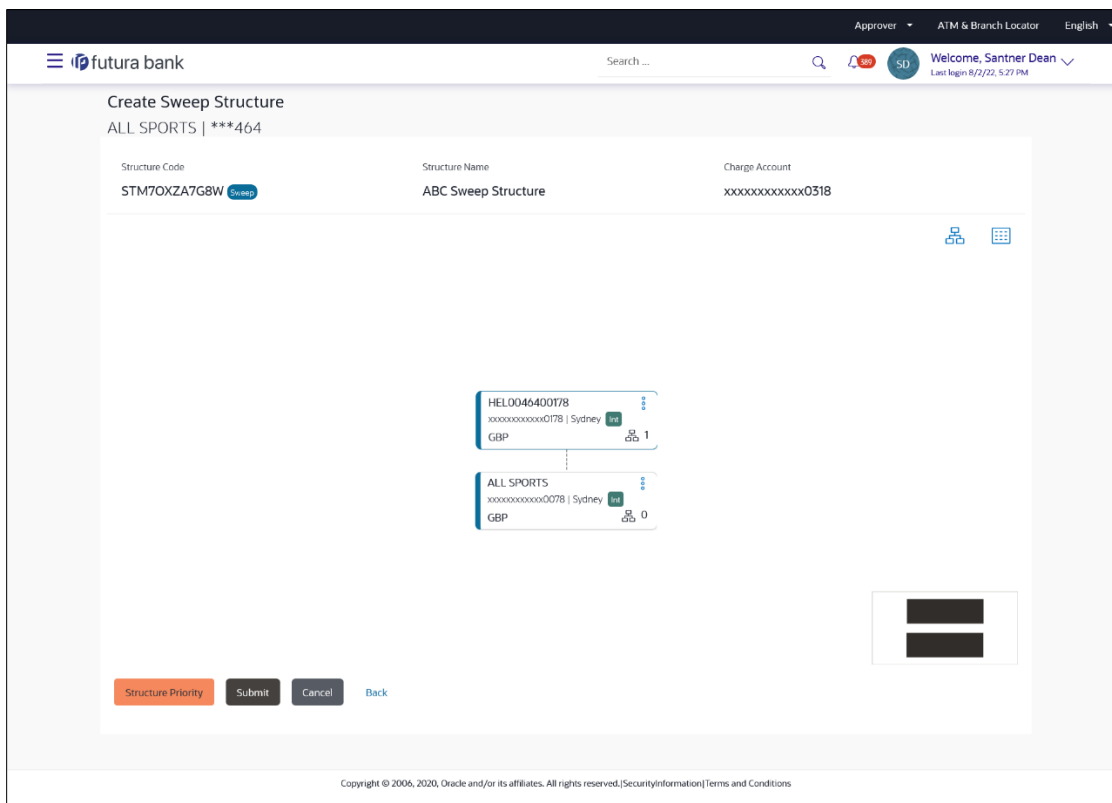 Approver ATM & Branch Locator English
futura bank Search ... 389 SD Welcome, Santner Dean
Last login 8/2/22, 5:27 PM
Create Sweep Structure
ALL SPORTS | ***464
Structure Code Structure Name Charge Account
STM7OXZA7G8W Sweep ABC Sweep Structure xxxxxxxxxxxx0318
HEL0046400178
xxxxxxxxxxxx0178 | Sydney Int
GBP 1
ALL SPORTS
xxxxxxxxxxxx0078 | Sydney Int
GBP 0
Structure Priority Submit Cancel Back
Copyright © 2006, 2020, Oracle and/or its affiliates. All rights reserved.|SecurityInformation|Terms and Conditions